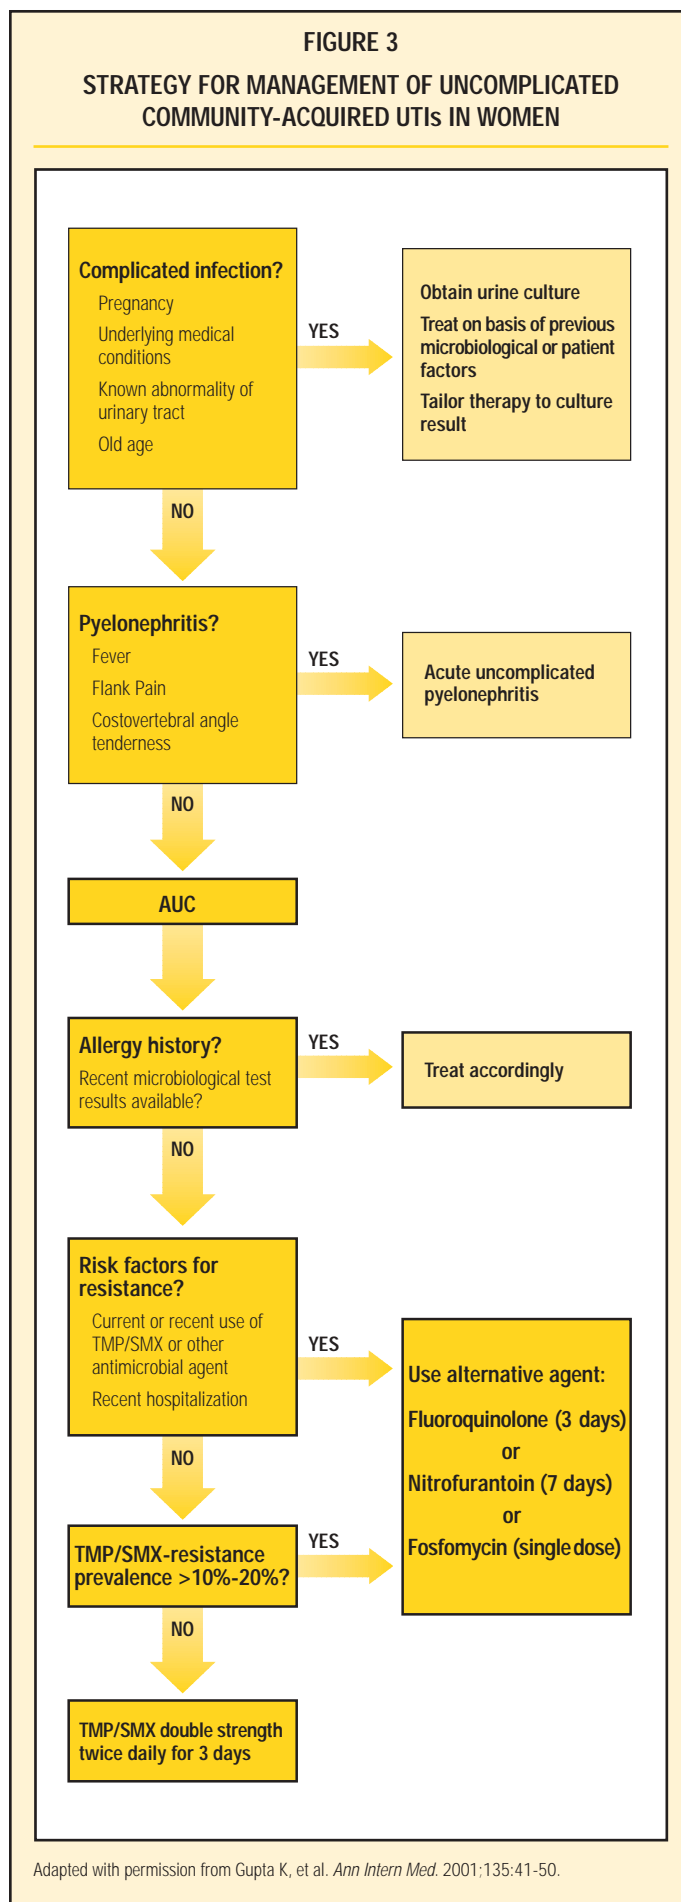 FIGURE 3
STRATEGY FOR MANAGEMENT OF UNCOMPLICATED
COMMUNITY-ACQUIRED UTIs IN WOMEN
Complicated infection?
Pregnancy
Underlying medical
conditions
Known abnormality of
urinary tract
Old age
YES
Obtain urine culture
Treat on basis of previous
microbiological or patient
factors
Tailor therapy to culture
result
NO
Pyelonephritis?
Fever
Flank Pain
Costovertebral angle
tenderness
YES
Acute uncomplicated
pyelonephritis
NO
AUC
Allergy history?
Recent microbiological test
results available?
YES
Treat accordingly
NO
Risk factors for
resistance?
Current or recent use of
TMP/SMX or other
antimicrobial agent
Recent hospitalization
YES
Use alternative agent:
Fluoroquinolone (3 days)
or
Nitrofurantoin (7 days)
or
Fosfomycin (single dose)
NO
TMP/SMX-resistance
prevalence >10%-20%?
YES
NO
TMP/SMX double strength
twice daily for 3 days
Adapted with permission from Gupta K, et al. Ann Intern Med. 2001;135:41-50.